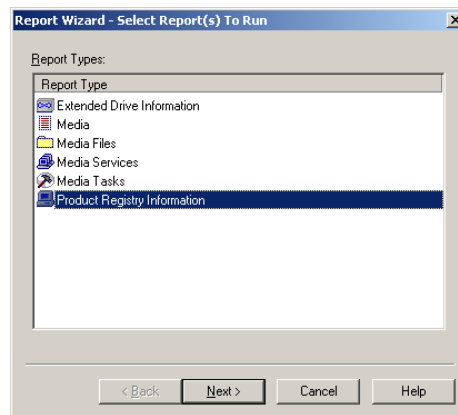 Report Wizard - Select Report(s) To Run
Report Types:
Report Type
Extended Drive Information
Media
Media Files
Media Services
Media Tasks
Product Registry Information
< Back Next > Cancel Help